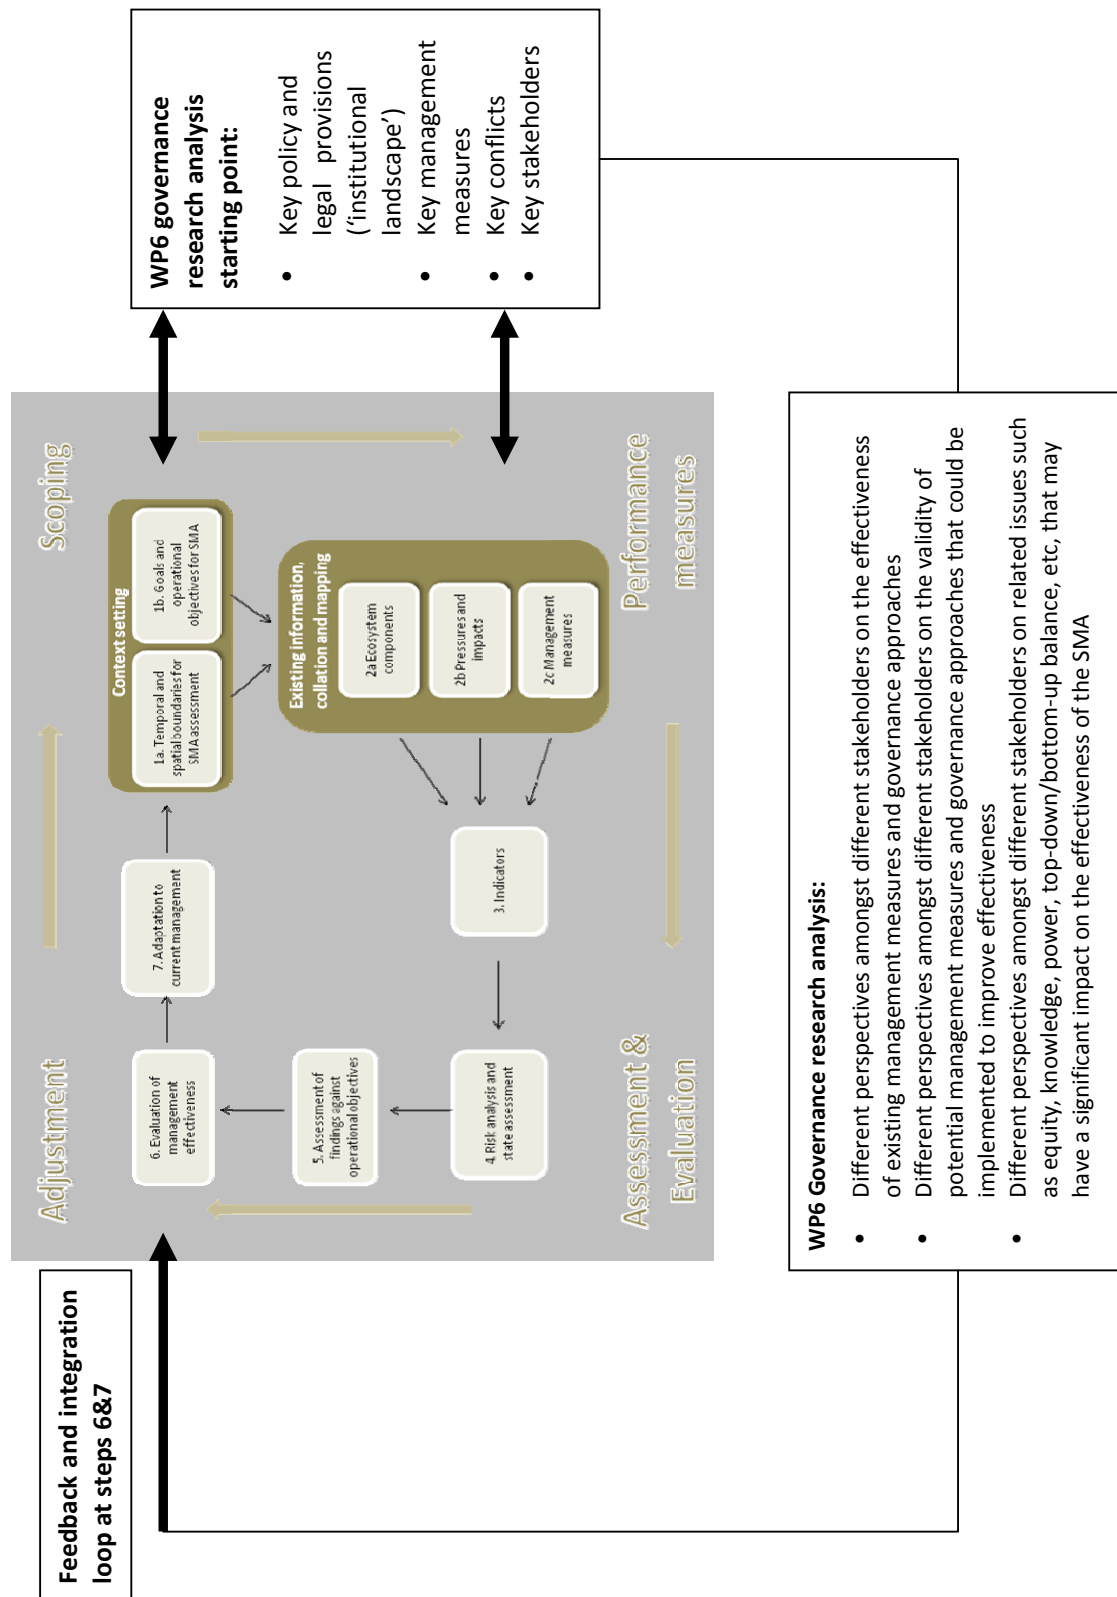 Feedback and integration
loop at steps 6&7
Adjustment
Scoping
Assessment &
Evaluation
Performance
measures
Context setting
1a. Temporal and
spatial boundaries for
SMA assessment
1b. Goals and
operational
objectives for SMA
Existing information,
collation and mapping
2a Ecosystem
components
2b Pressures and
impacts
2c Management
measures
3. Indicators
4. Risk analysis and
state assessment
5. Assessment of
findings against
operational objectives
6. Evaluation of
management
effectiveness
7. Adaptation to
current management
WP6 governance
research analysis
starting point:
• Key policy and
legal provisions
(‘institutional
landscape’)
• Key management
measures
• Key conflicts
• Key stakeholders
WP6 Governance research analysis:
• Different perspectives amongst different stakeholders on the effectiveness
of existing management measures and governance approaches
• Different perspectives amongst different stakeholders on the validity of
potential management measures and governance approaches that could be
implemented to improve effectiveness
• Different perspectives amongst different stakeholders on related issues such
as equity, knowledge, power, top-down/bottom-up balance, etc, that may
have a significant impact on the effectiveness of the SMA